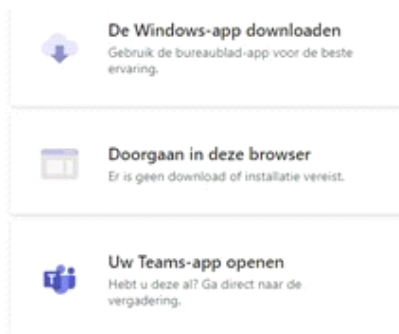 De Windows-app downloaden
Gebruik de bureaublad-app voor de beste
ervaring.
Doorgaan in deze browser
Er is geen download of installatie vereist.
Uw Teams-app openen
Hebt u deze al? Ga direct naar de
vergadering.